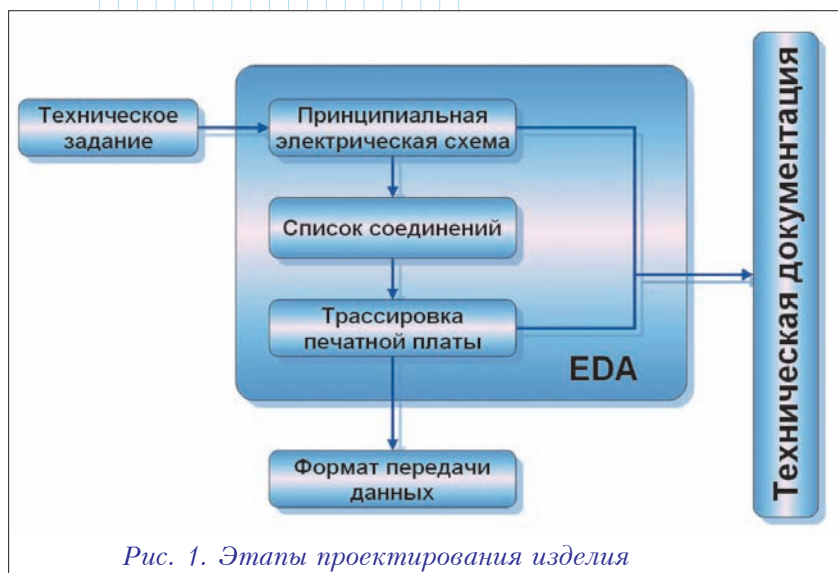 Техническое
задание
Принципиальная
электрическая схема
Список соединений
Трассировка
печатной платы
EDA
Формат передачи
данных
Техническая документация
Рис. 1. Этапы проектирования изделия